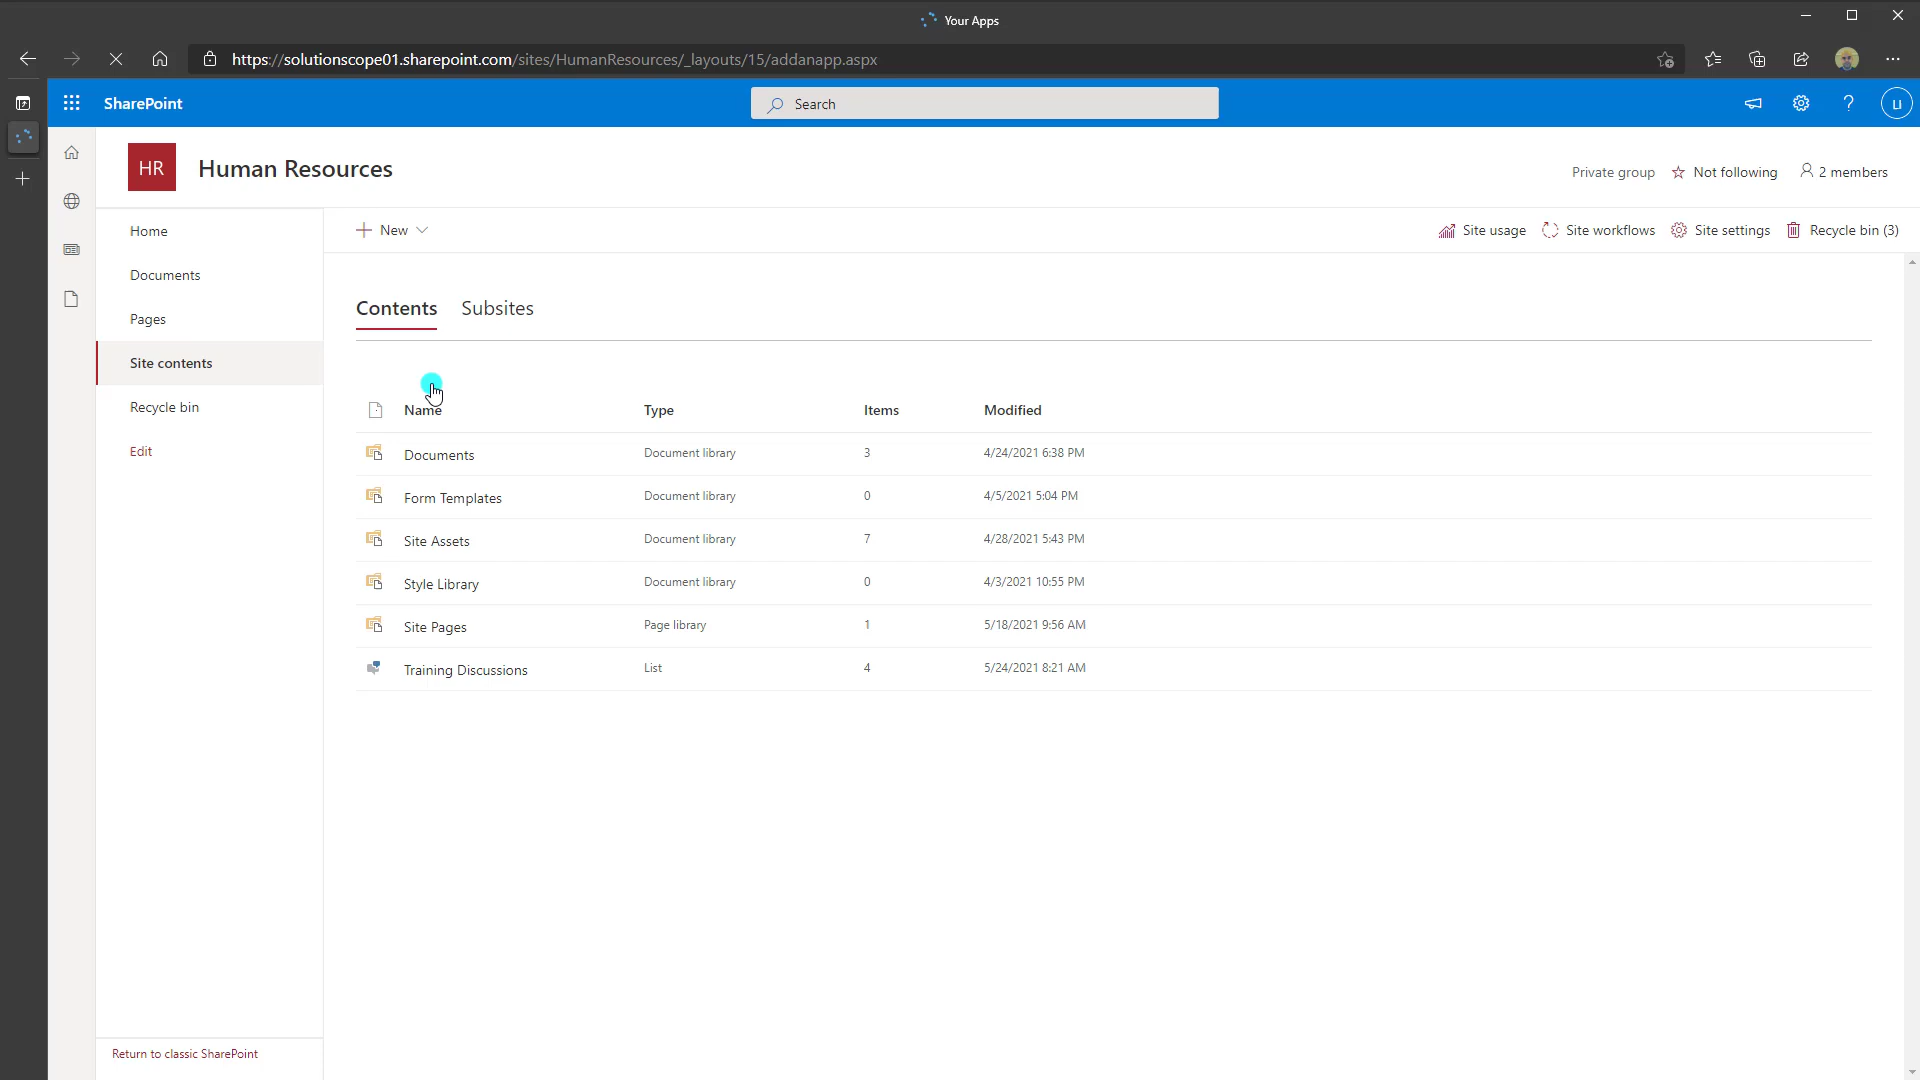 Your Apps
https://solutionscope01.sharepoint.com/sites/HumanResources/_layouts/15/addanapp.aspx
SharePoint
Search
?
U
HR
Human Resources
Private group
Not following
2 members
Home
Documents
Pages
Site contents
Recycle bin
Edit
New
Site usage
Site workflows
Site settings
Recycle bin (3)
Contents
Subsites
Name Type Items Modified
Documents Document library 3 4/24/2021 6:38 PM
Form Templates Document library 0 4/5/2021 5:04 PM
Site Assets Document library 7 4/28/2021 5:43 PM
Style Library Document library 0 4/3/2021 10:55 PM
Site Pages Page library 1 5/18/2021 9:56 AM
Training Discussions List 4 5/24/2021 8:21 AM
Return to classic SharePoint